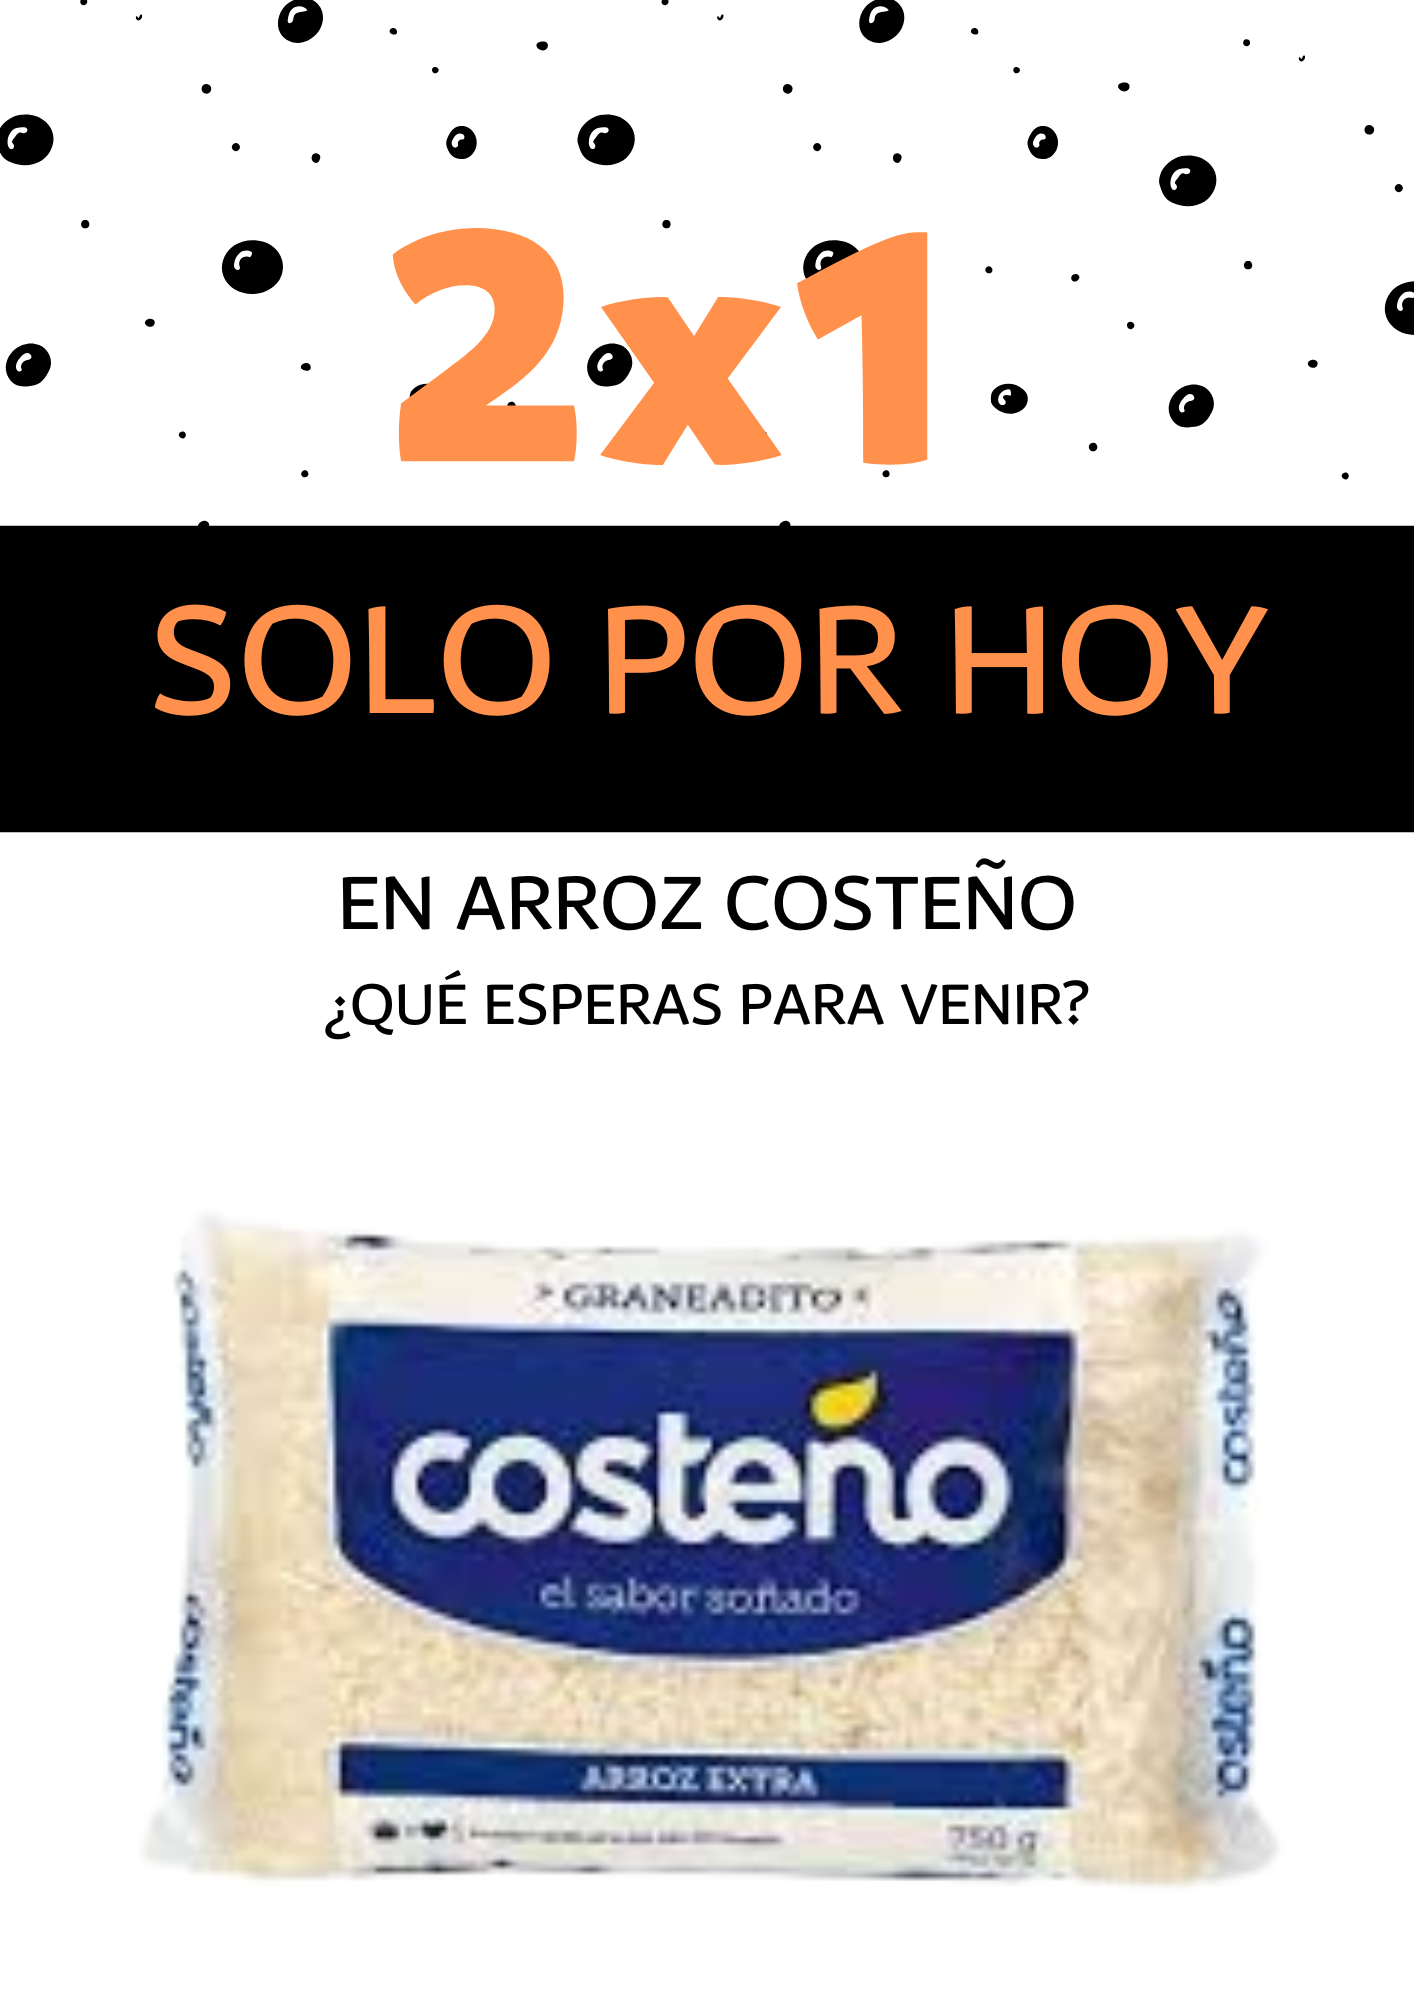 2x1
SOLO POR HOY
EN ARROZ COSTEÑO
¿QUÉ ESPERAS PARA VENIR?
GRANEADITO
costeño
el sabor soñado
ARROZ EXTRA
750 g
costeño
costeño
costeño
osteño